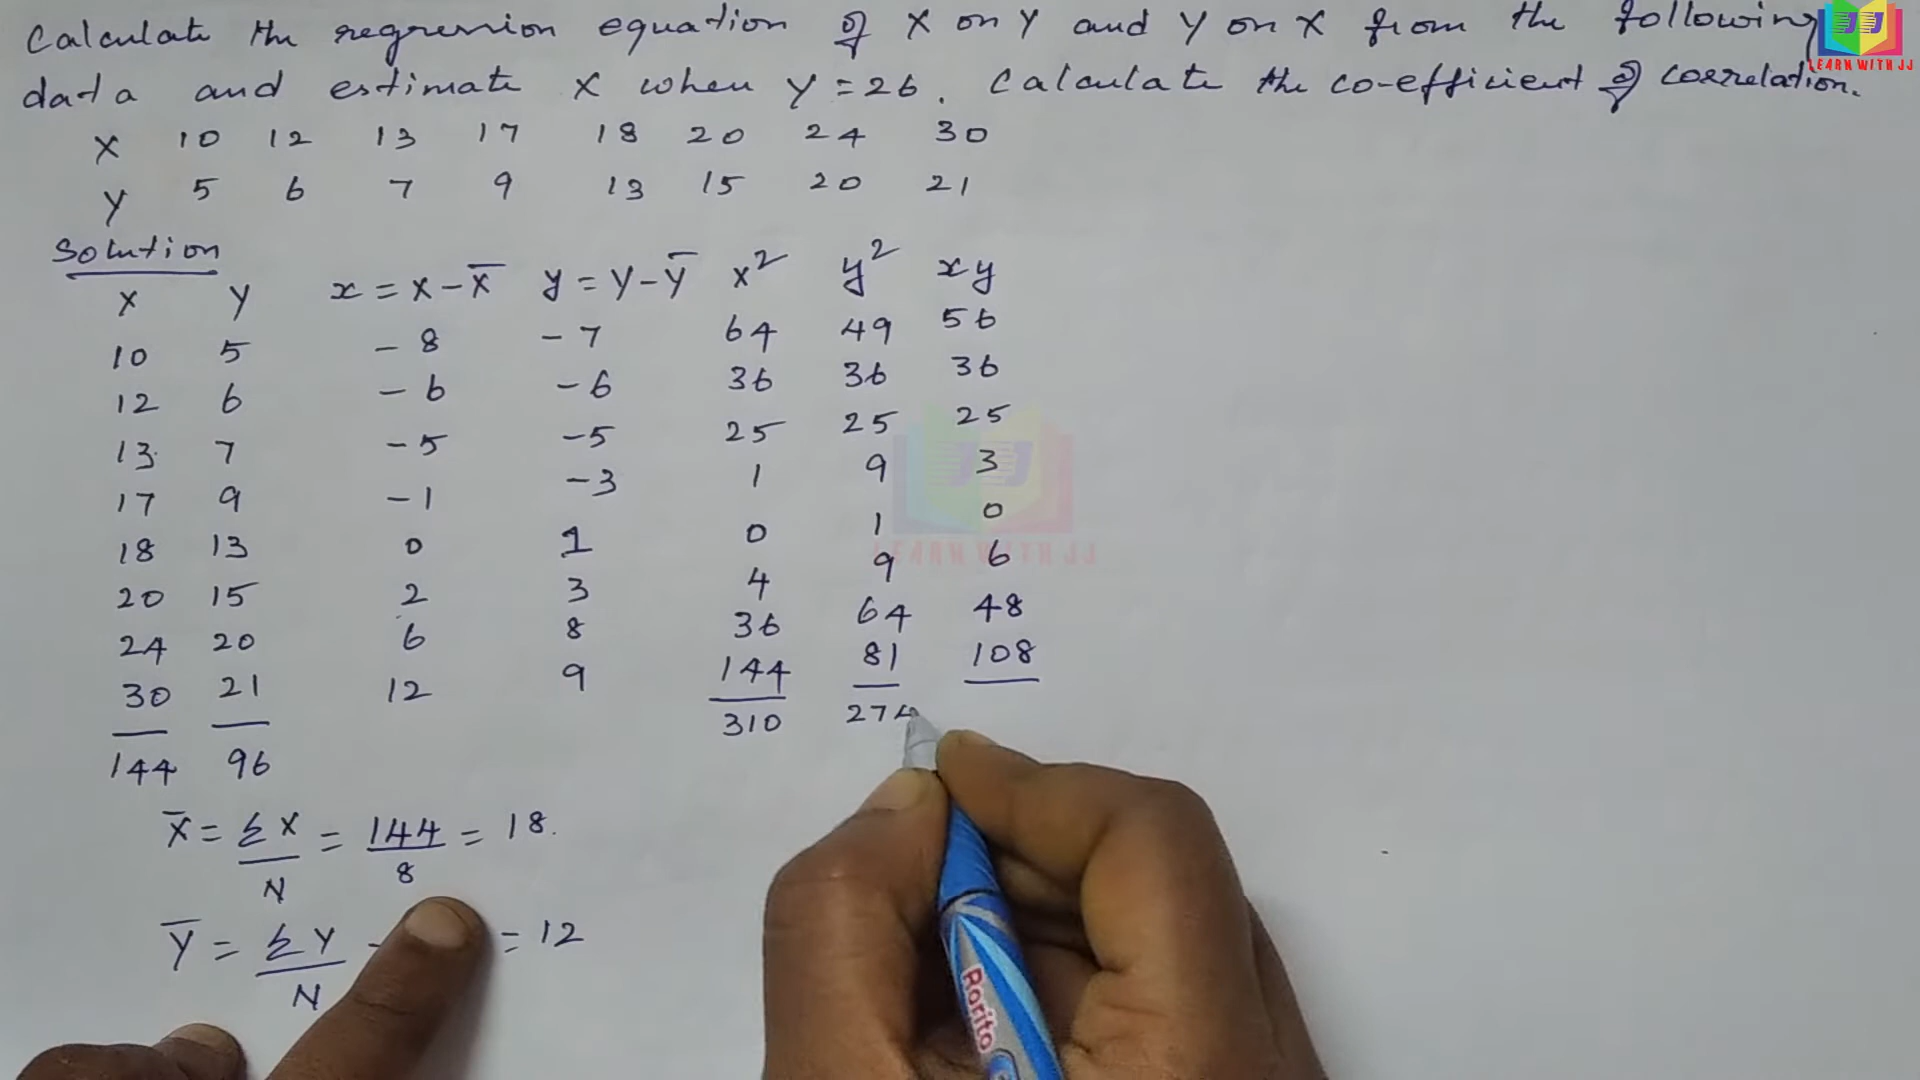 Calculate the regression equation of X on Y and Y on X from the following
LEARN WITH JJ
data and estimate X when Y = 26. Calculate the co-efficient of correlation.
X 10 12 13 17 18 20 24 30
Y 5 6 7 9 13 15 20 21
Solution
X Y x = X - X̅ y = Y - Y̅ x² y² xy
10 5 -8 -7 64 49 56
12 6 -6 -6 36 36 36
13 7 -5 -5 25 25 25
17 9 -1 -3 1 9 3
18 13 0 1 0 1 0
LEARN WITH JJ
20 15 2 3 4 9 6
24 20 6 8 36 64 48
30 21 12 9 144 81 108
144 96 310 274
X̅ = ΣX/N = 144/8 = 18.
Y̅ = ΣY/N = 12
Rorito